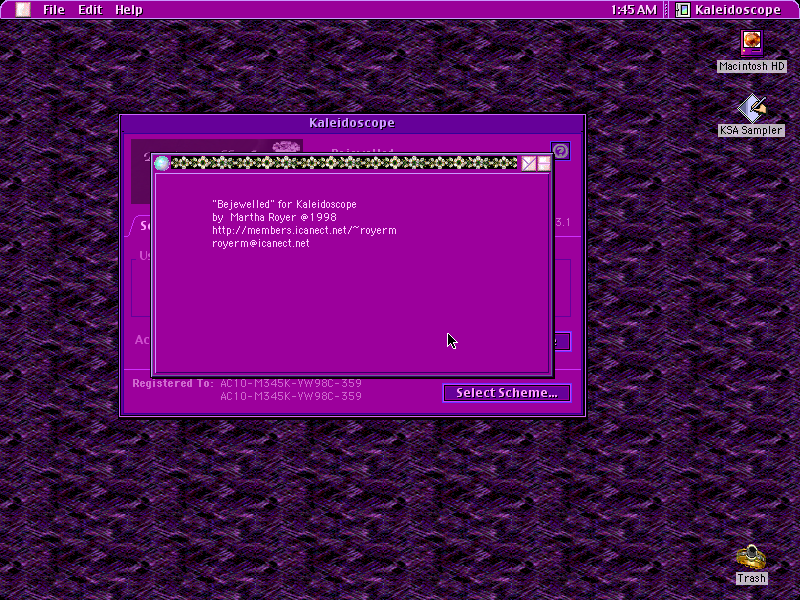 File Edit Help
1:45 AM
Kaleidoscope
Macintosh HD
KSA Sampler
Kaleidoscope
"Bejewelled" for Kaleidoscope
by Martha Royer @1998
http://members.icanect.net/~royerm
royerm@icanect.net
3.1
Registered To: AC10-M345K-YW98C-359
AC10-M345K-YW98C-359
Select Scheme...
Trash